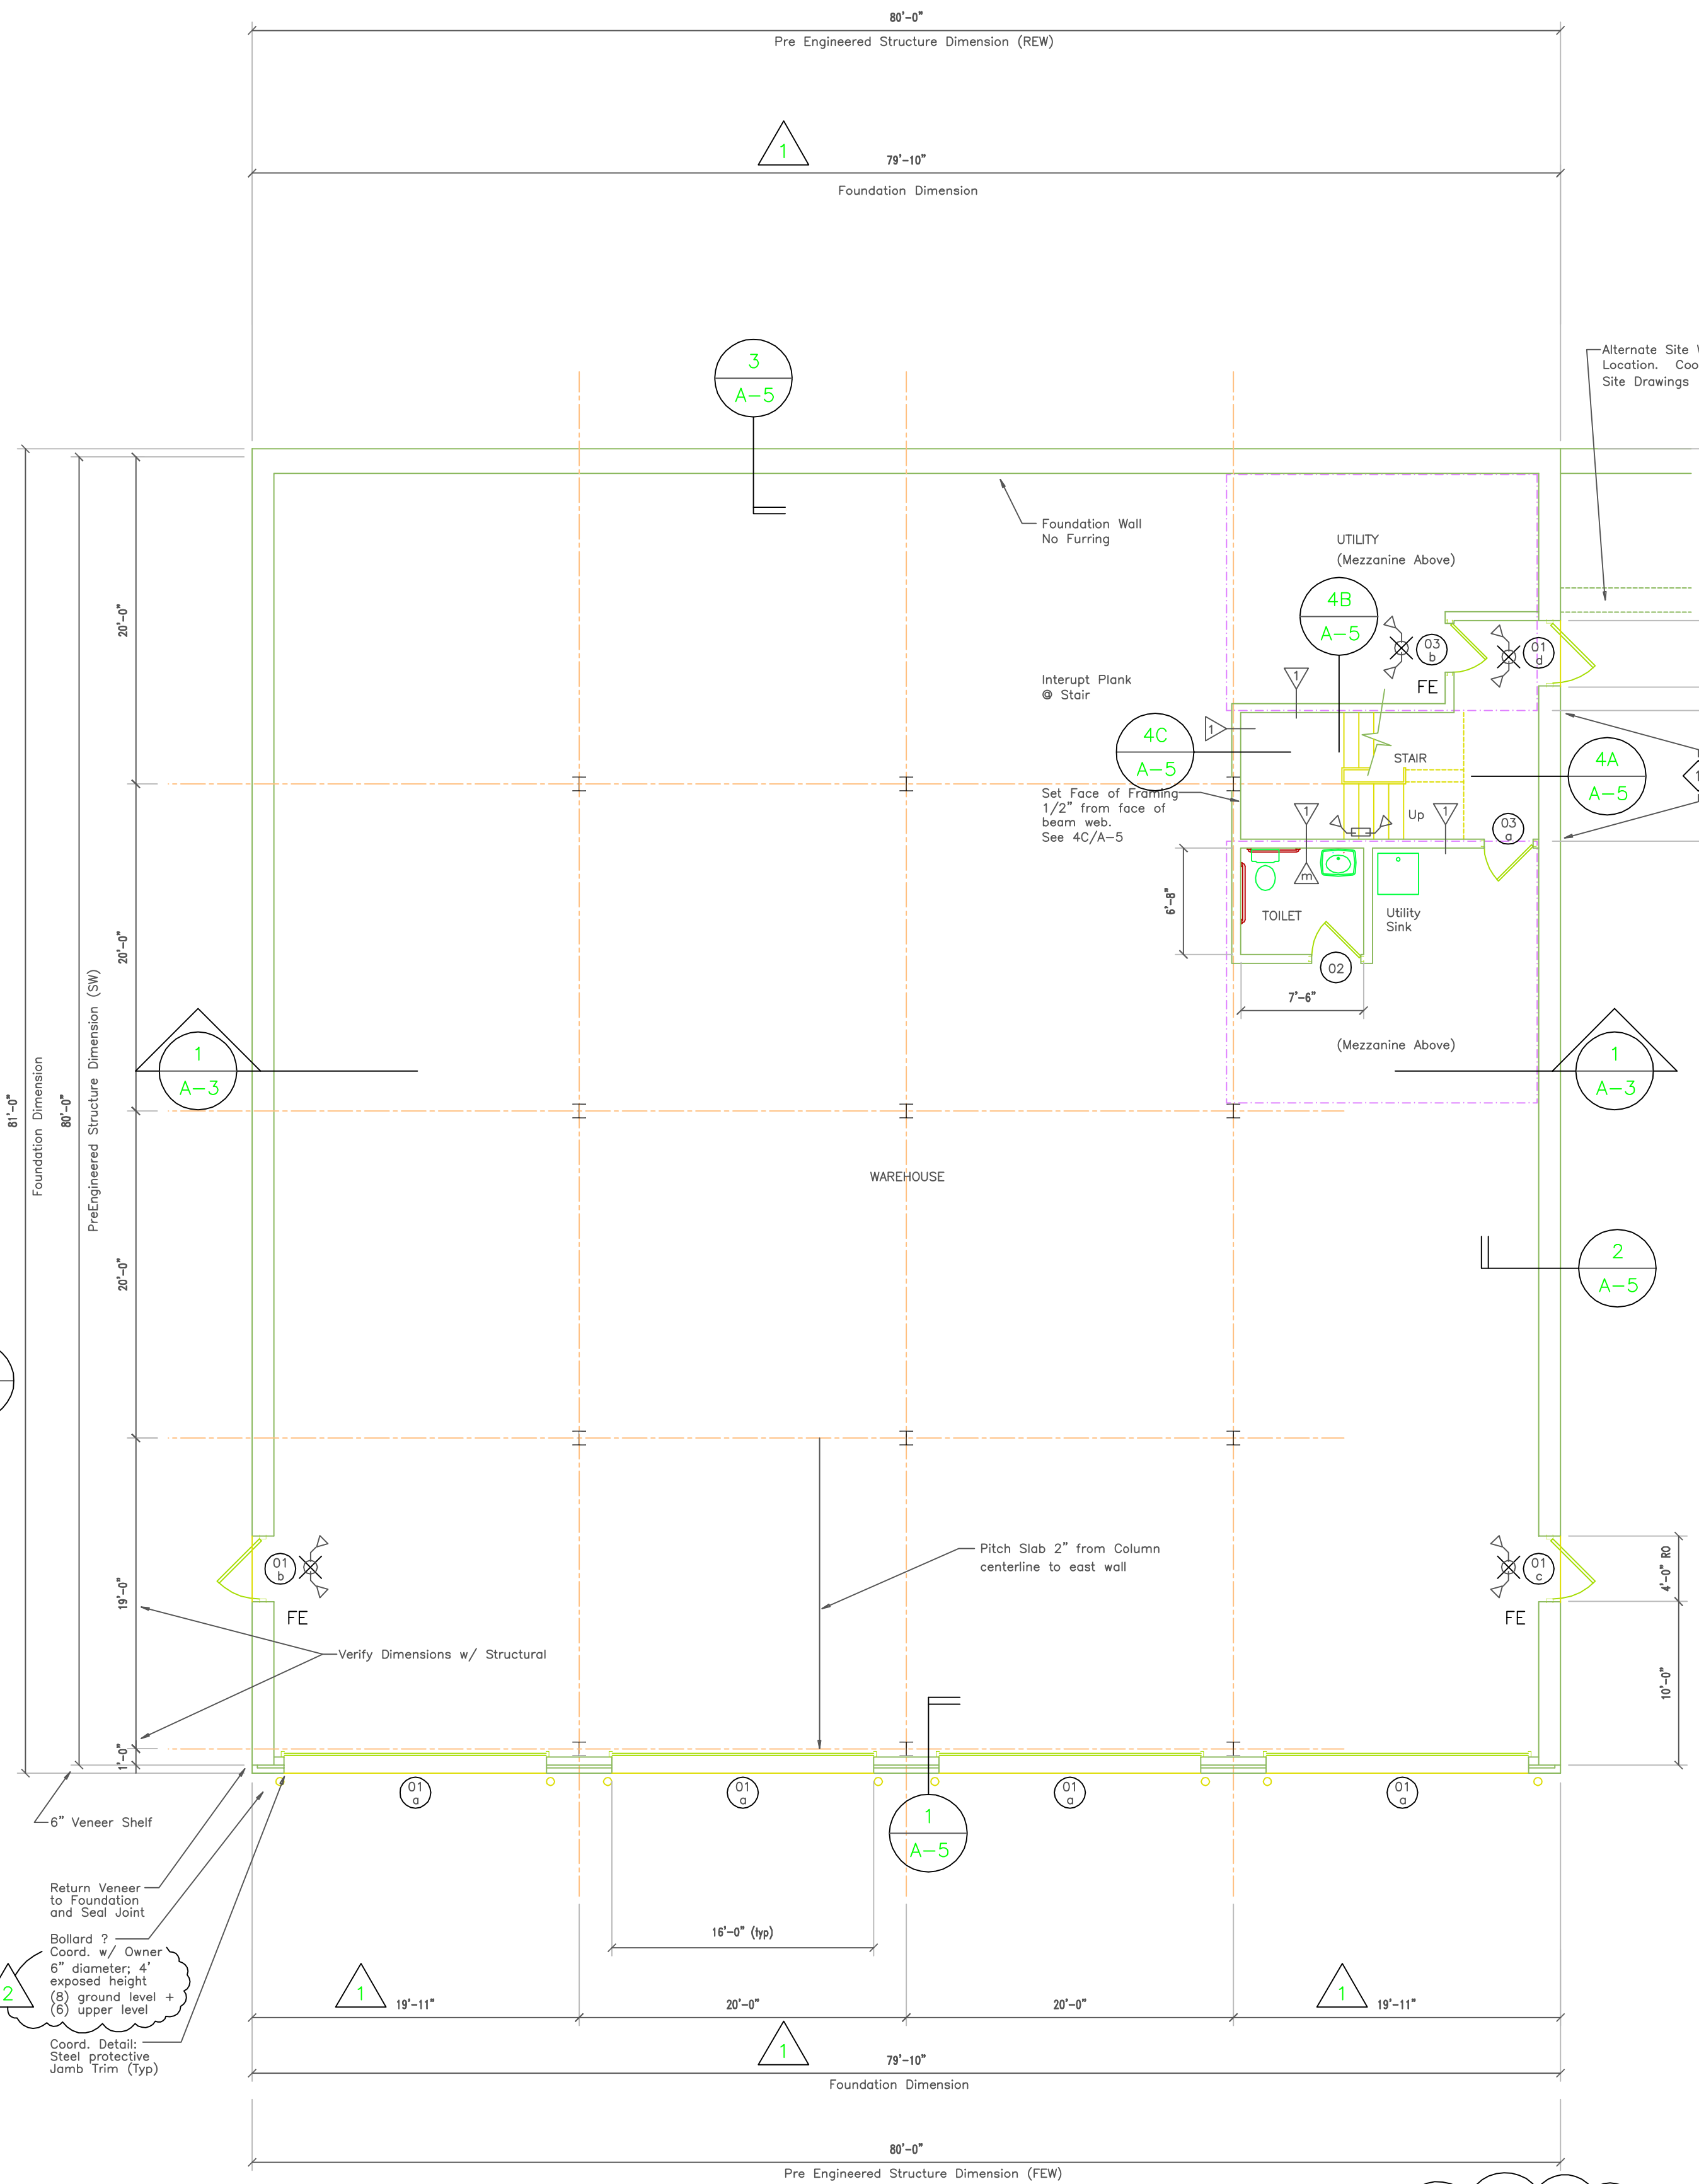 80'-0"
Pre Engineered Structure Dimension (REW)
1
79'-10"
Foundation Dimension
3
A-5
Alternate Site
Location.
Site Drawings
Foundation Wall
No Furring
UTILITY
(Mezzanine Above)
4B
A-5
03
b
01
d
FE
Interupt Plank
@ Stair
1
1
4C
A-5
STAIR
4A
A-5
1
Set Face of Framing
1/2" from face of
beam web.
See 4C/A-5
1
Up
1
03
a
m
6'-8"
TOILET
Utility
Sink
02
7'-6"
(Mezzanine Above)
20'-0"
20'-0"
20'-0"
19'-0"
1'-0"
81'-0"
Foundation Dimension
80'-0"
PreEngineered Structure Dimension (SW)
1
A-3
1
A-3
WAREHOUSE
2
A-5
01
b
FE
Pitch Slab 2" from Column
centerline to east wall
01
c
FE
4'-0" RO
10'-0"
Verify Dimensions w/ Structural
01
a
01
a
01
a
01
a
6" Veneer Shelf
1
A-5
Return Veneer
to Foundation
and Seal Joint
Bollard ?
Coord. w/ Owner
6" diameter; 4'
exposed height
(8) ground level +
(6) upper level
2
Coord. Detail:
Steel protective
Jamb Trim (Typ)
16'-0" (typ)
1
1
19'-11"
20'-0"
20'-0"
19'-11"
1
79'-10"
Foundation Dimension
80'-0"
Pre Engineered Structure Dimension (FEW)